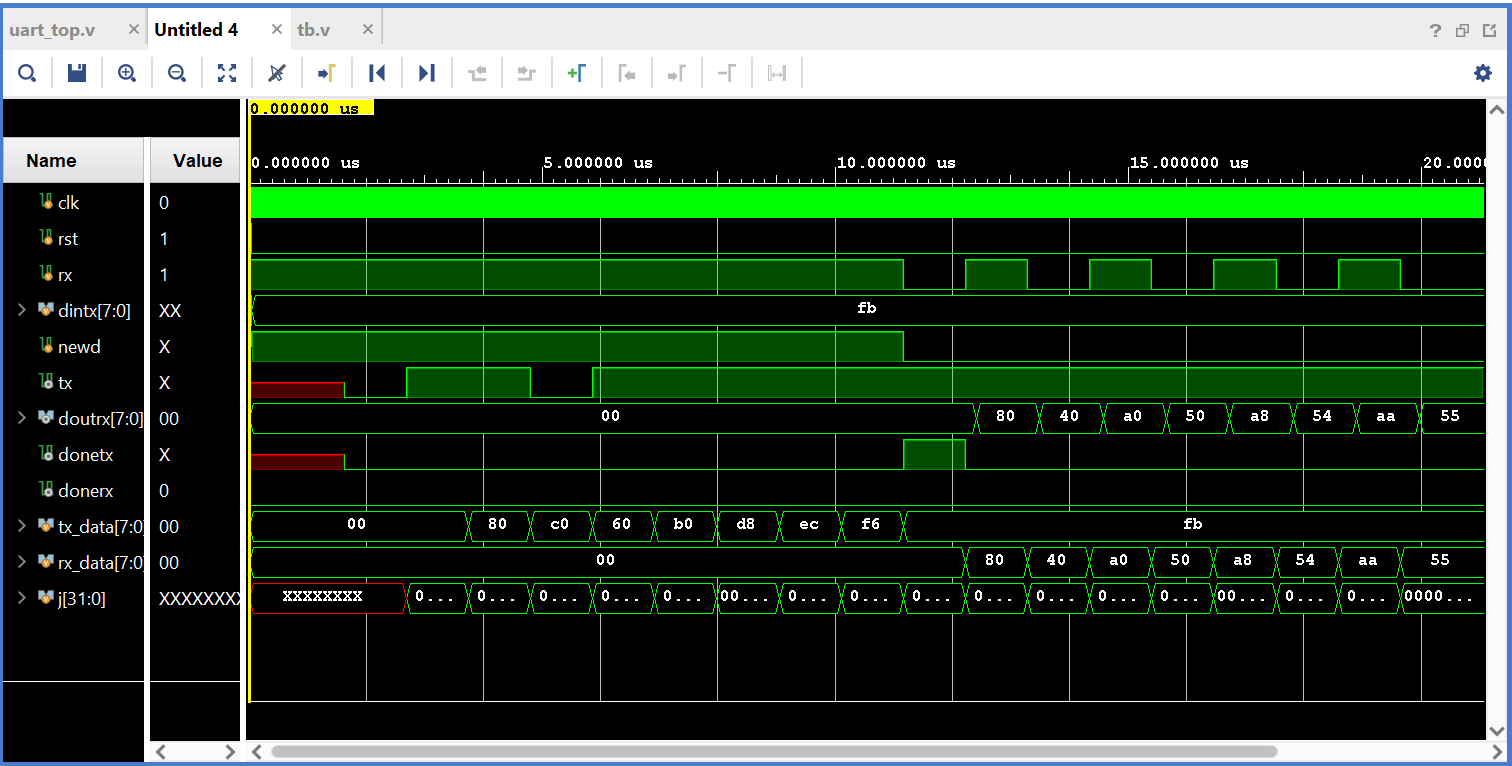 uart_top.v × Untitled 4 × tb.v ×
?
0.000000 us
Name Value
0.000000 us 5.000000 us 10.000000 us 15.000000 us 20.000
clk 0
rst 1
rx 1
dintx[7:0] XX fb
newd X
tx X
doutrx[7:0] 00 00 80 40 a0 50 a8 54 aa 55
donetx X
donerx 0
tx_data[7:0] 00 00 80 c0 60 b0 d8 ec f6 fb
rx_data[7:0] 00 00 80 40 a0 50 a8 54 aa 55
j[31:0] XXXXXXXX XXXXXXXX 0... 0... 0... 0... 0... 00... 0... 0... 0... 0... 0... 0... 0... 00... 0... 0... 0000...